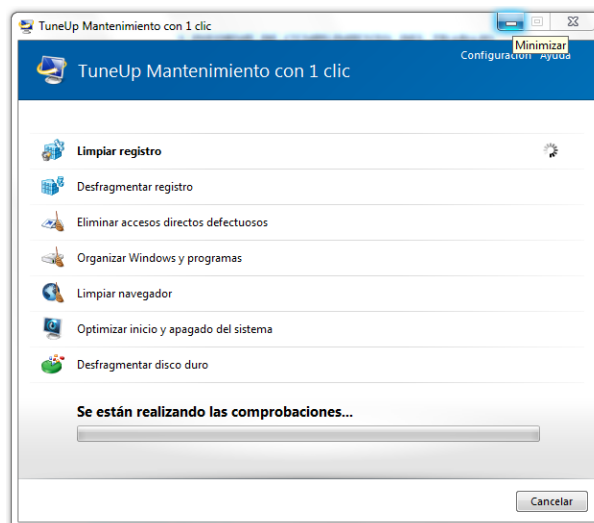 TuneUp Mantenimiento con 1 clic
Minimizar
Configuración Ayuda
TuneUp Mantenimiento con 1 clic
Limpiar registro
Desfragmentar registro
Eliminar accesos directos defectuosos
Organizar Windows y programas
Limpiar navegador
Optimizar inicio y apagado del sistema
Desfragmentar disco duro
Se están realizando las comprobaciones...
Cancelar